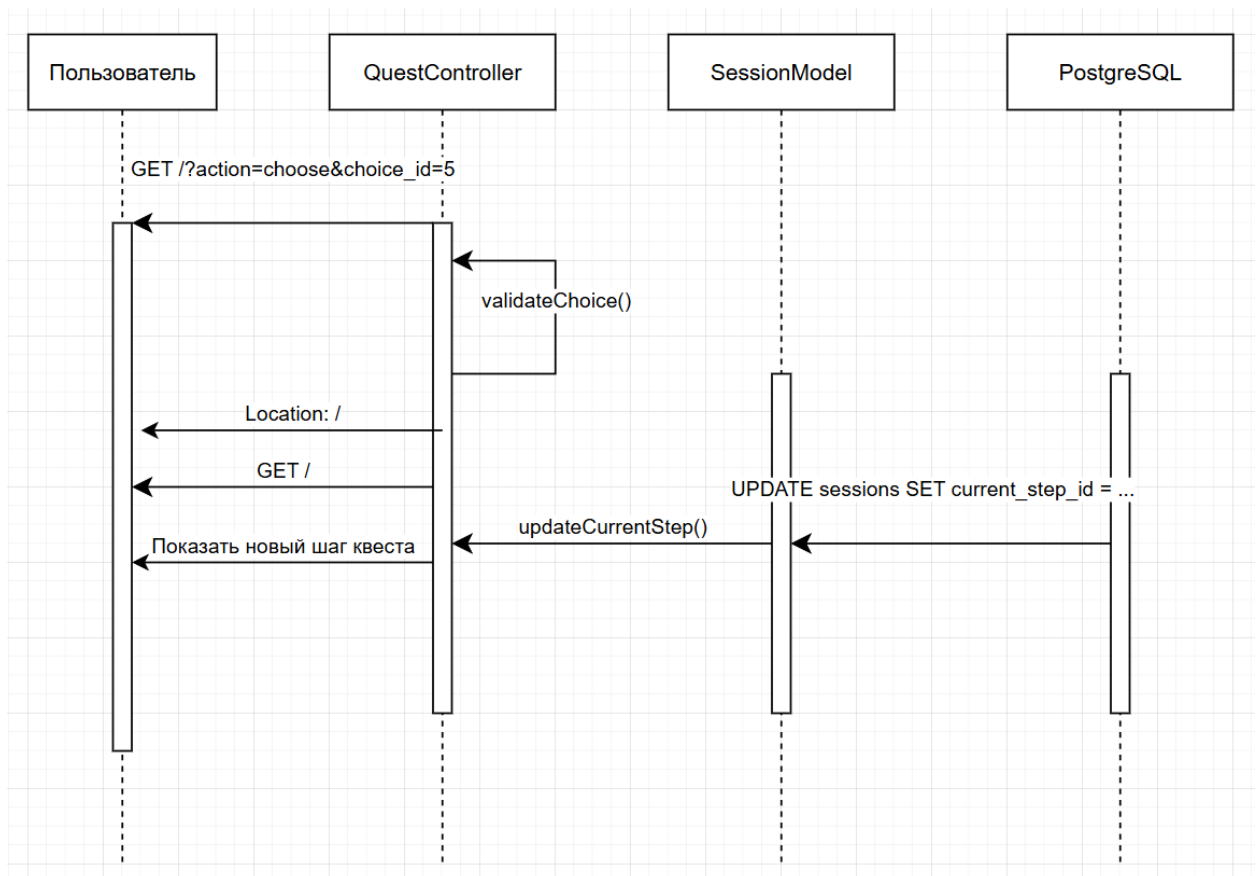 Пользователь
QuestController
SessionModel
PostgreSQL
GET /?action=choose&choice_id=5
validateChoice()
Location: /
GET /
UPDATE sessions SET current_step_id = ...
updateCurrentStep()
Показать новый шаг квеста